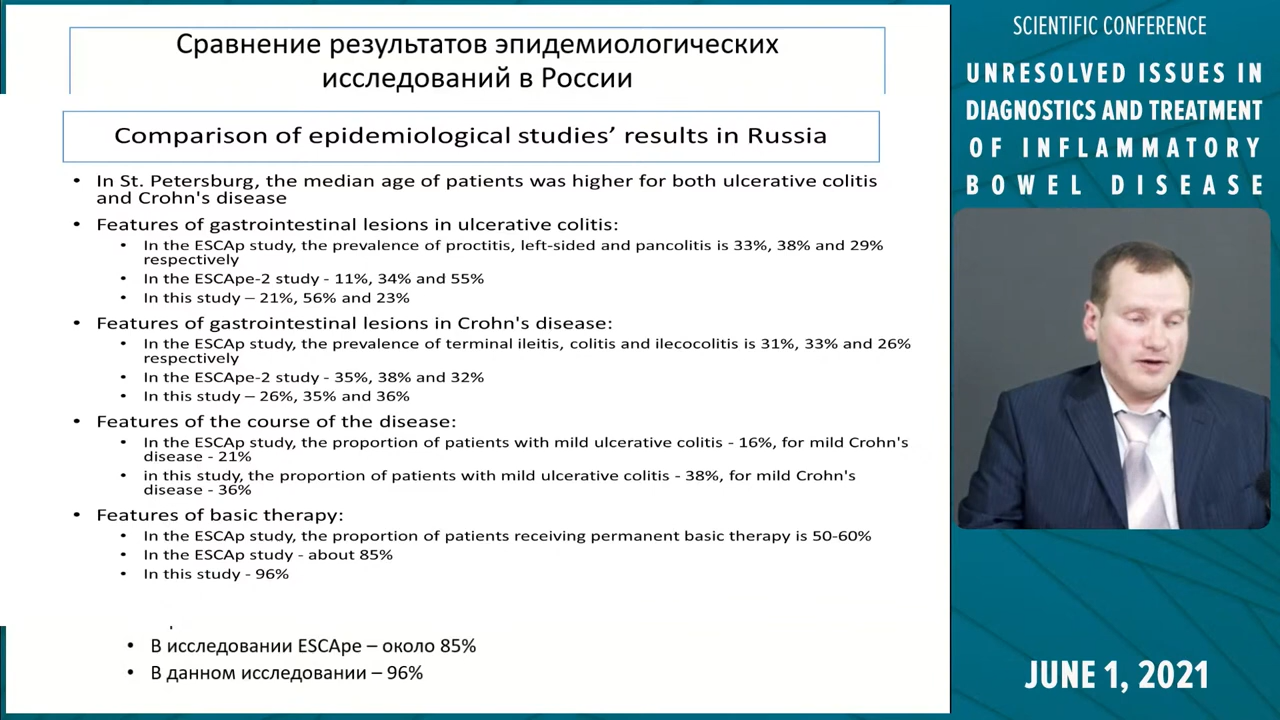 Сравнение результатов эпидемиологических
исследований в России
Comparison of epidemiological studies’ results in Russia
• In St. Petersburg, the median age of patients was higher for both ulcerative colitis
and Crohn's disease
• Features of gastrointestinal lesions in ulcerative colitis:
• In the ESCAp study, the prevalence of proctitis, left-sided and pancolitis is 33%, 38% and 29%
respectively
• In the ESCApe-2 study - 11%, 34% and 55%
• In this study – 21%, 56% and 23%
• Features of gastrointestinal lesions in Crohn's disease:
• In the ESCAp study, the prevalence of terminal ileitis, colitis and ilecocolitis is 31%, 33% and 26%
respectively
• In the ESCApe-2 study - 35%, 38% and 32%
• In this study – 26%, 35% and 36%
• Features of the course of the disease:
• In the ESCAp study, the proportion of patients with mild ulcerative colitis - 16%, for mild Crohn's
disease - 21%
• in this study, the proportion of patients with mild ulcerative colitis - 38%, for mild Crohn's
disease - 36%
• Features of basic therapy:
• In the ESCAp study, the proportion of patients receiving permanent basic therapy is 50-60%
• In the ESCAp study - about 85%
• In this study - 96%
• В исследовании ESCApe – около 85%
• В данном исследовании – 96%
SCIENTIFIC CONFERENCE
UNRESOLVED ISSUES IN
DIAGNOSTICS AND TREATMENT
OF INFLAMMATORY
BOWEL DISEASE
JUNE 1, 2021